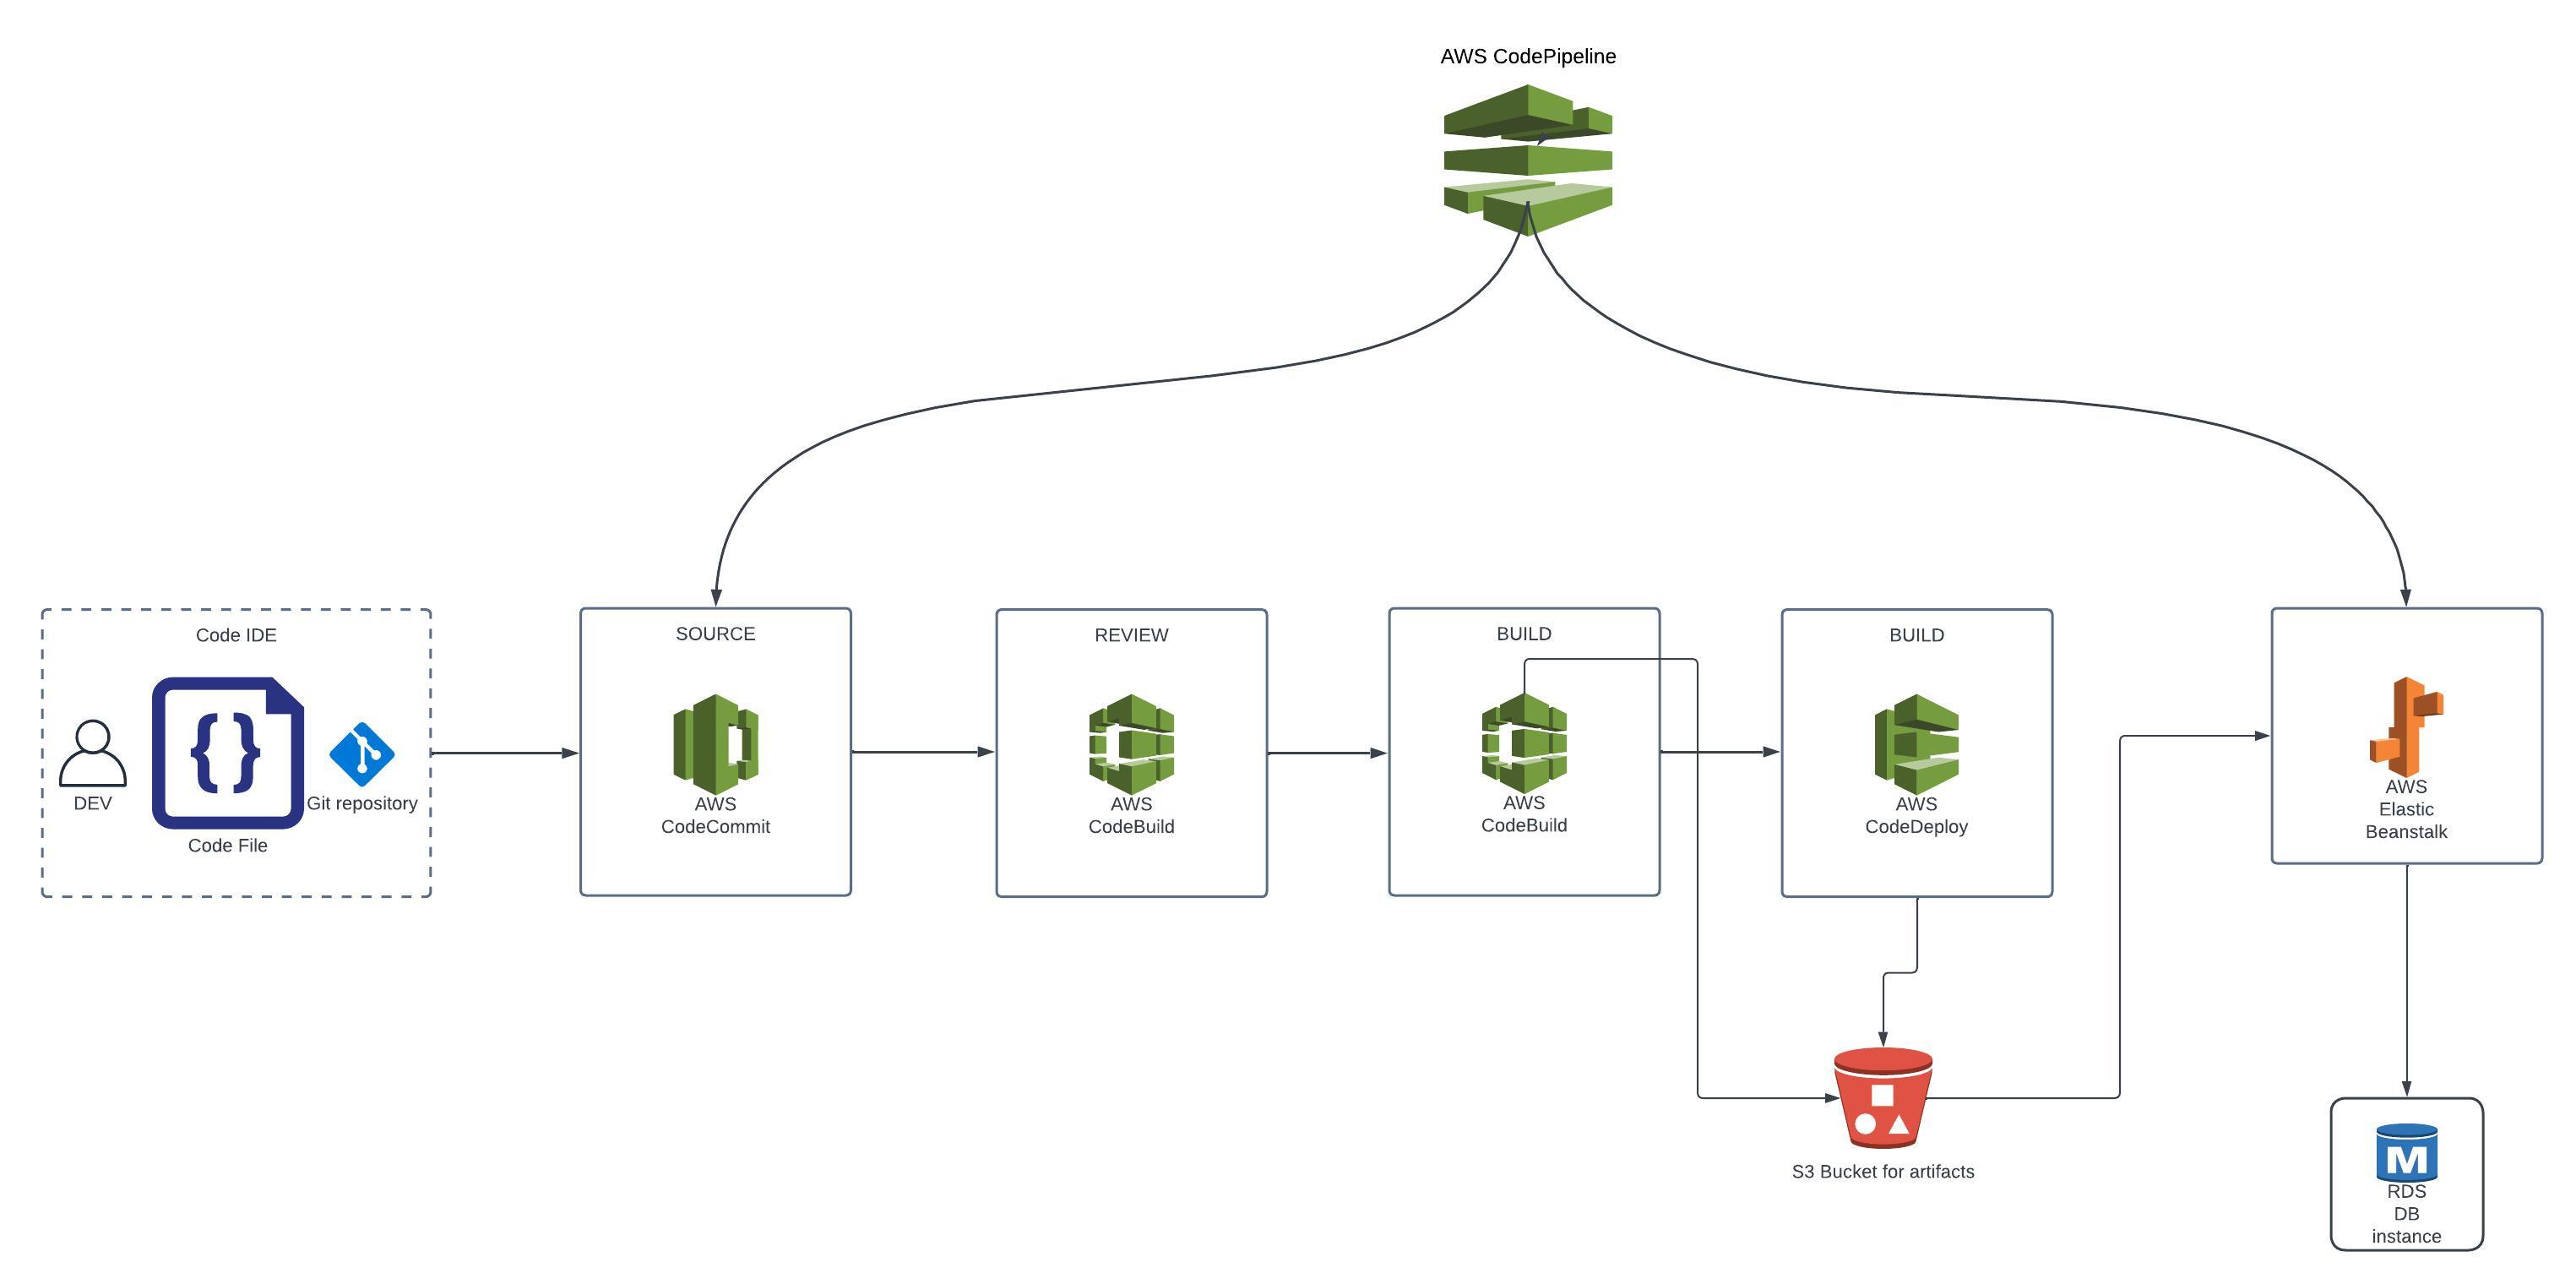 AWS CodePipeline
Code IDE
DEV
Code File
Git repository
SOURCE
AWS
CodeCommit
REVIEW
AWS
CodeBuild
BUILD
AWS
CodeBuild
BUILD
AWS
CodeDeploy
AWS
Elastic
Beanstalk
S3 Bucket for artifacts
M
RDS
DB
instance